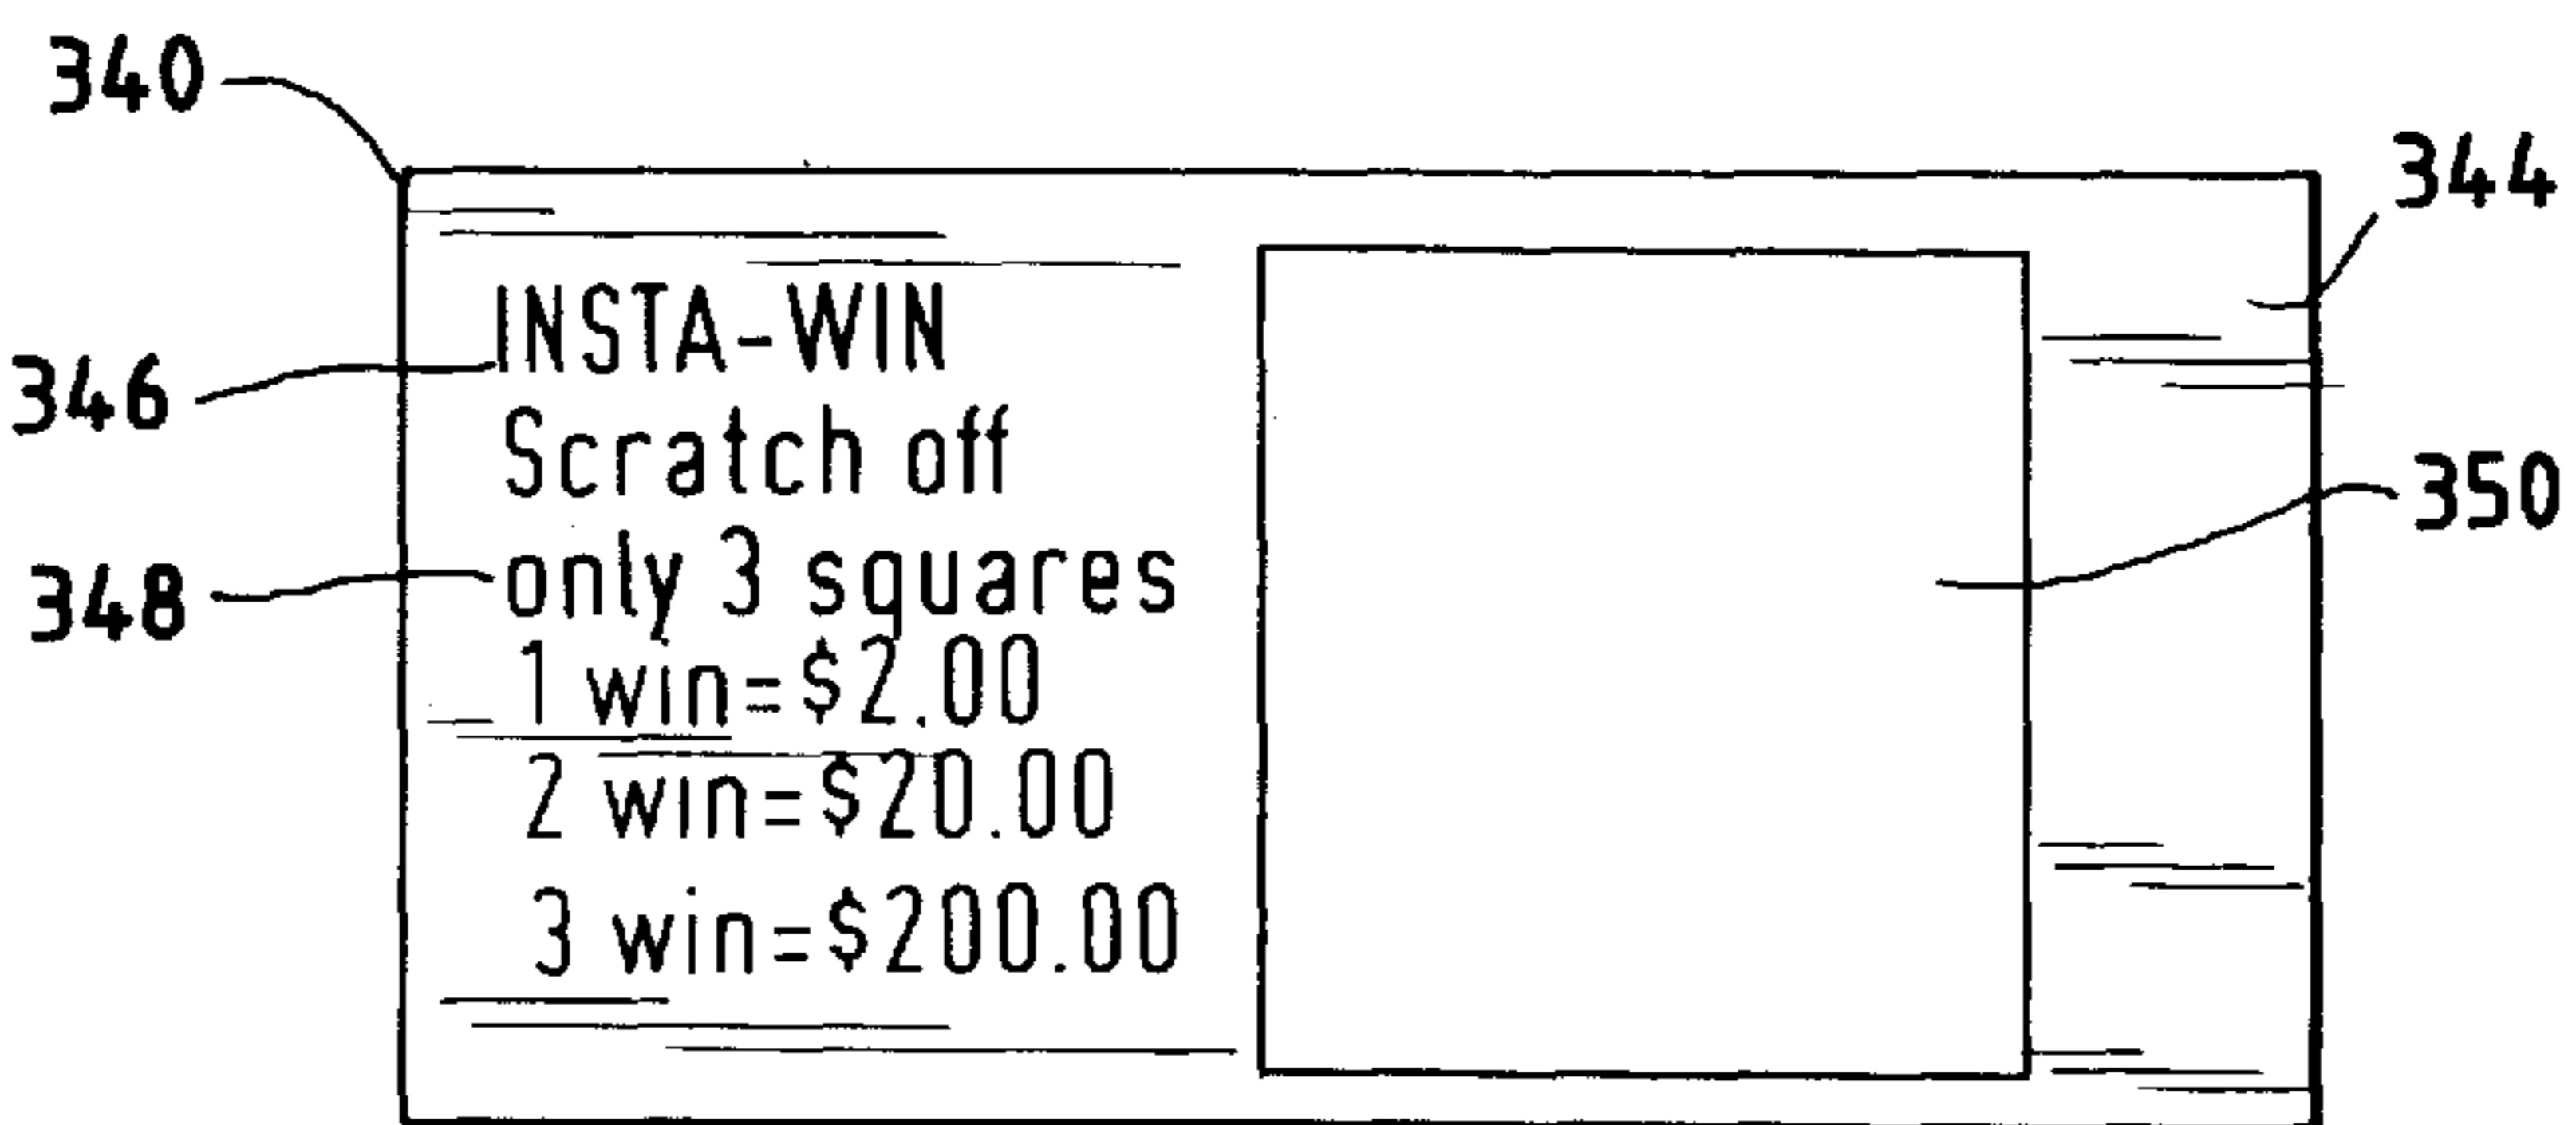 340
344
INSTA-WIN
346
Scratch off
350
only 3 squares
348
1 win=$2.00
2 win=$20.00
3 win=$200.00